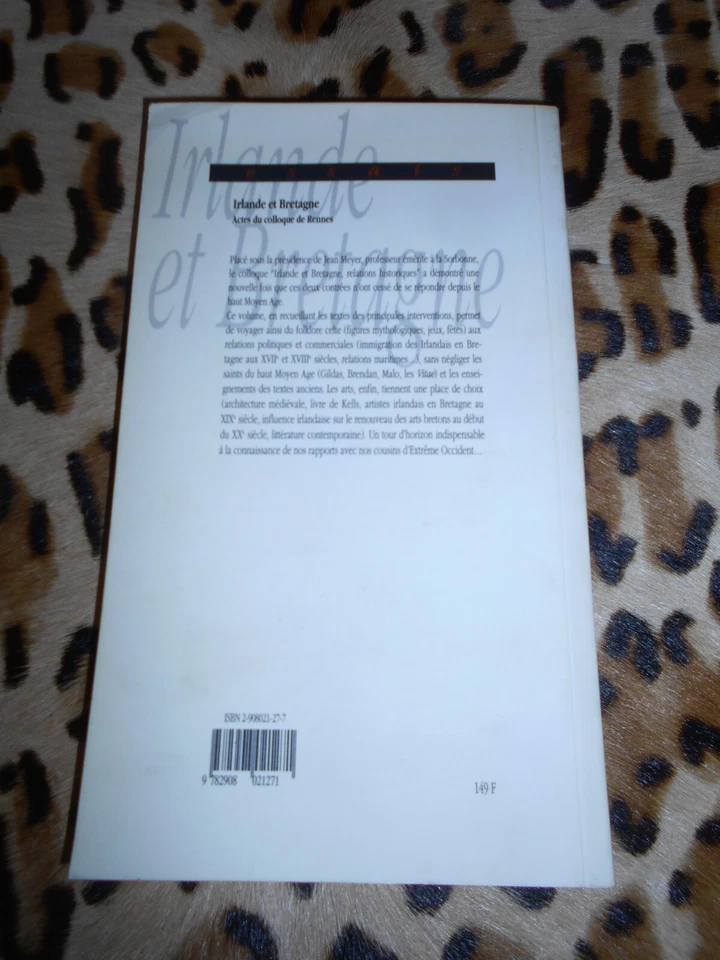 Irlande
et Bretagne
essais
Irlande et Bretagne
Actes du colloque de Rennes
Placé sous la présidence de Jean Meyer, professeur émérite à la Sorbonne,
le colloque "Irlande et Bretagne, relations historiques" a démontré une
nouvelle fois que ces deux contrées n'ont cessé de se répondre depuis le
haut Moyen Age.
Ce volume, en recueillant les textes des principales interventions, permet
de voyager ainsi du folklore celte (figures mythologiques, jeux, fêtes) aux
relations politiques et commerciales (immigration des Irlandais en Bre-
tagne aux XVIIe et XVIIIe siècles, relations maritimes...), sans négliger les
saints du haut Moyen Age (Gildas, Brendan, Malo, les Vitae) et les ensei-
gnements des textes anciens. Les arts, enfin, tiennent une place de choix
(architecture médiévale, livre de Kells, artistes irlandais en Bretagne au
XIXe siècle, influence irlandaise sur le renouveau des arts bretons au début
du XXe siècle, littérature contemporaine). Un tour d'horizon indispensable
à la connaissance de nos rapports avec nos cousins d'Extrême Occident...
ISBN 2-908021-27-7
9 782908 021271
149 F